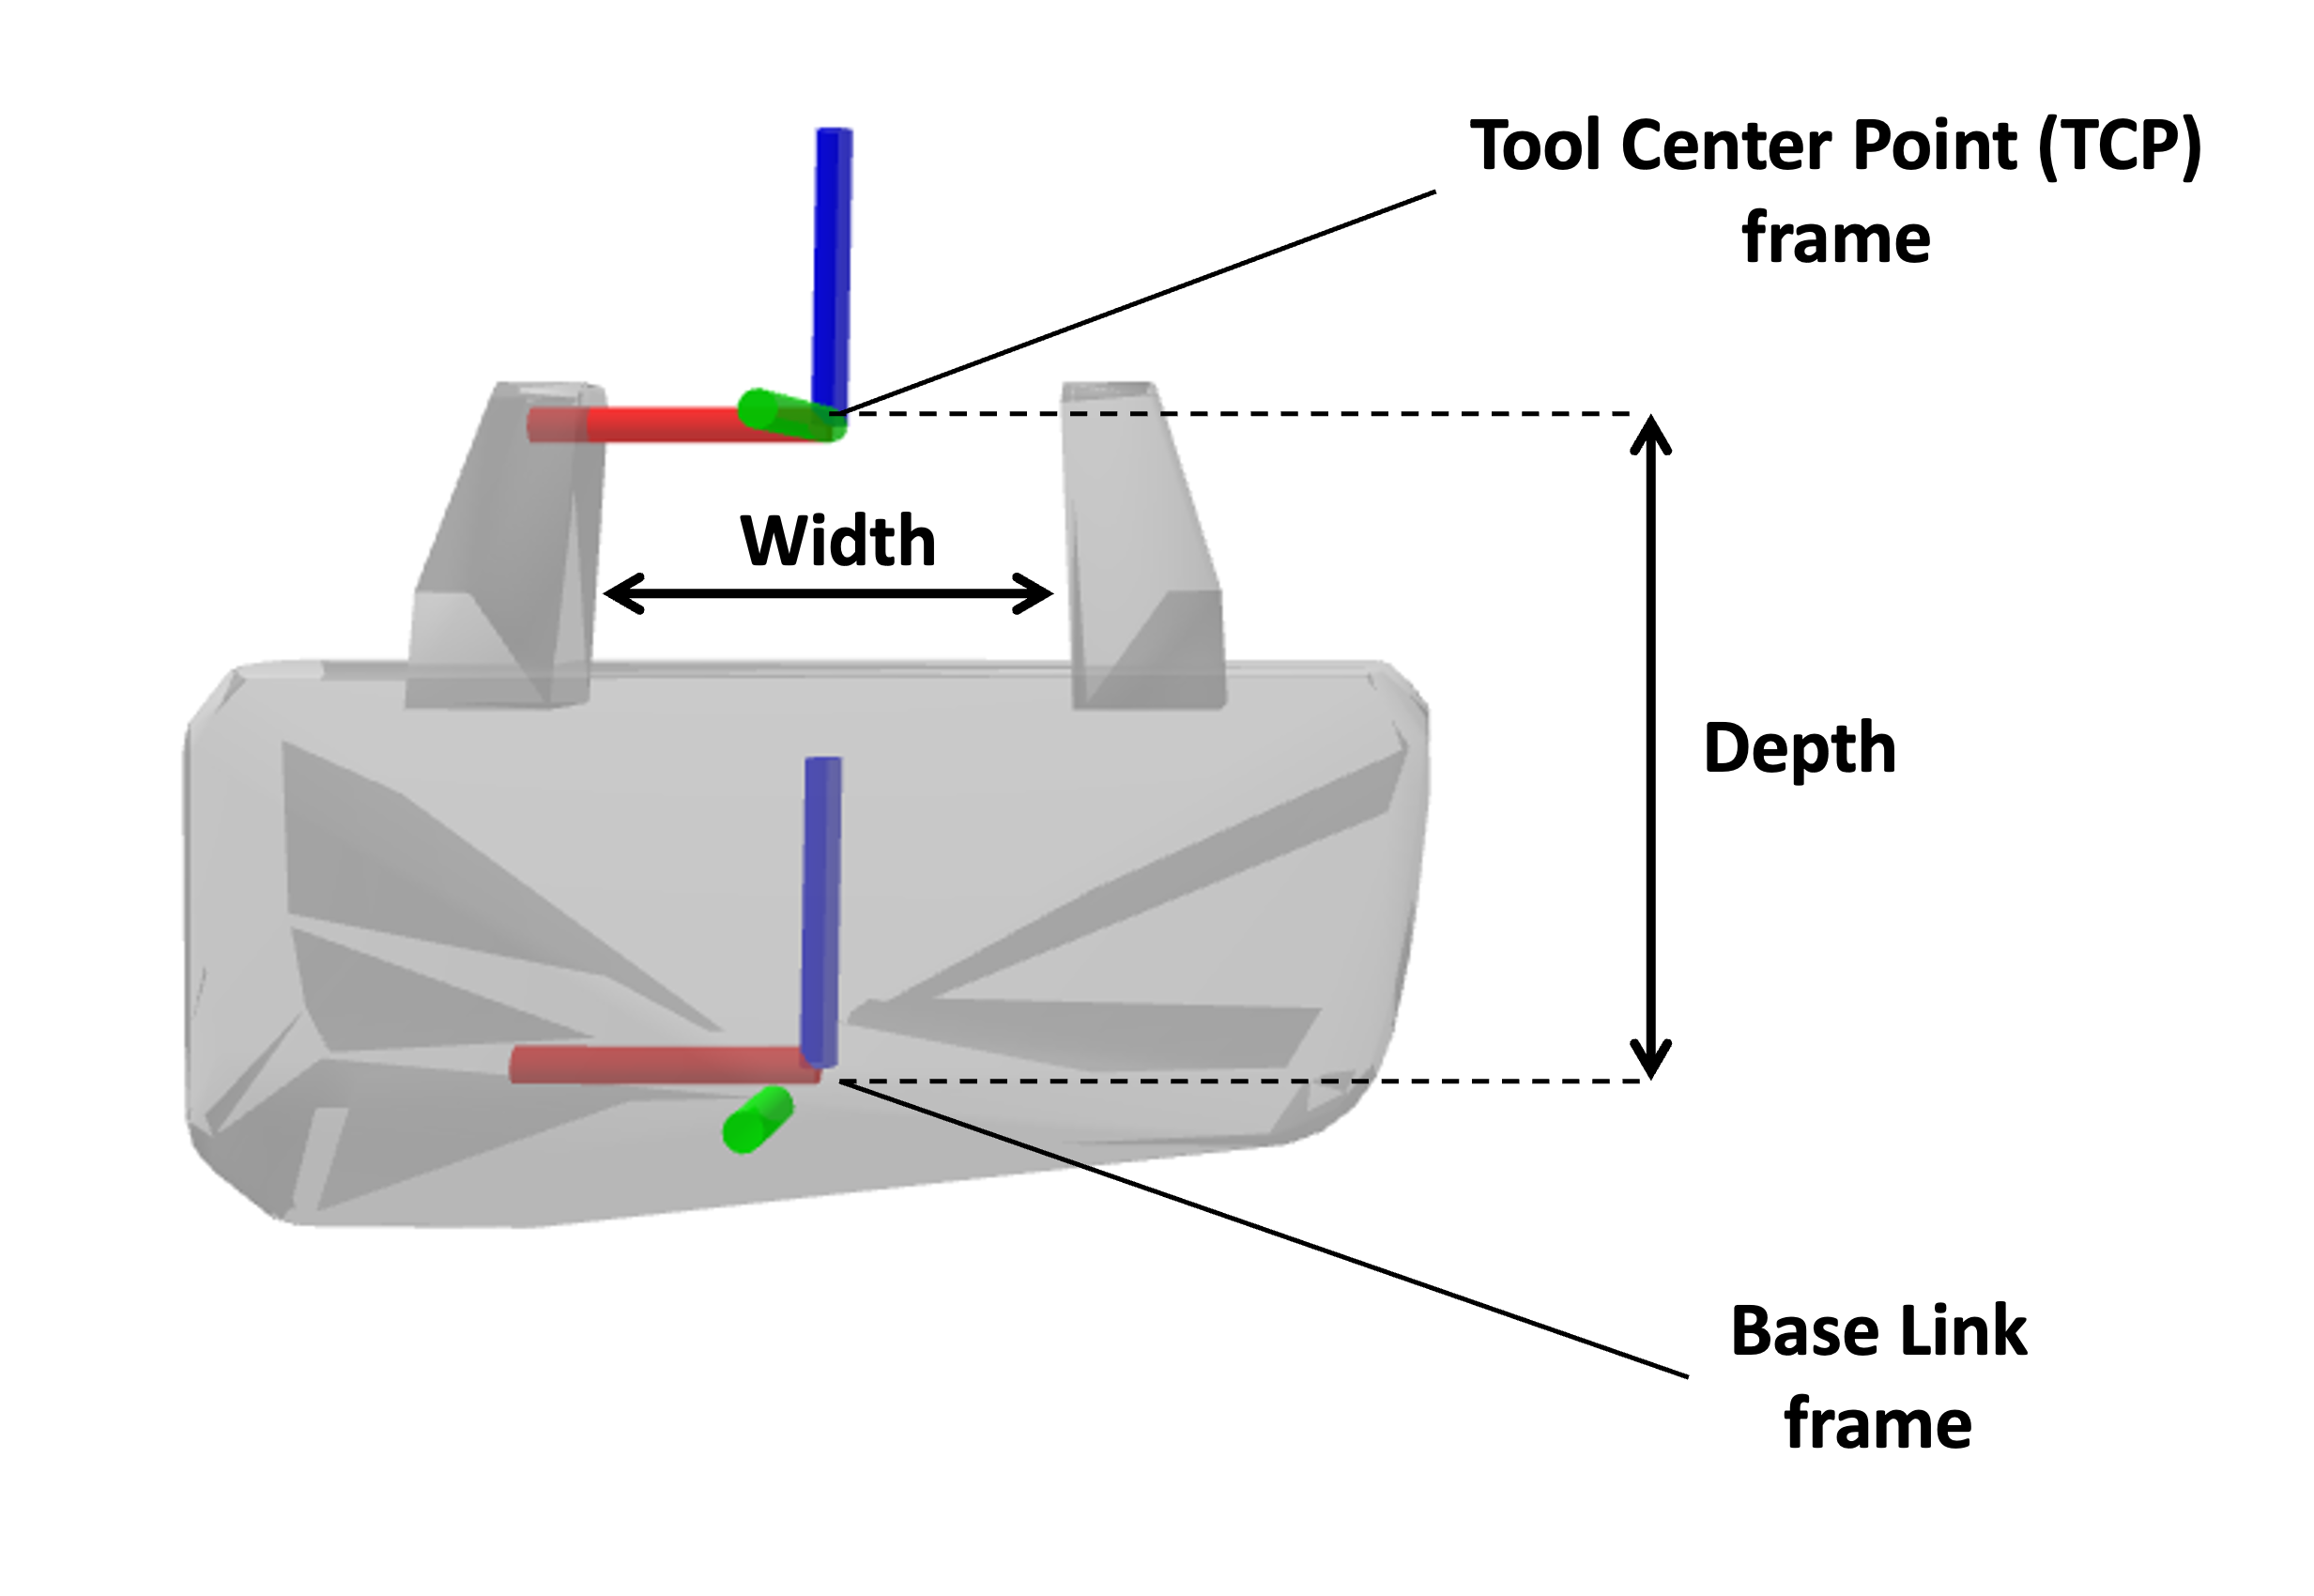 Tool Center Point (TCP)
frame
Width
Depth
Base Link
frame